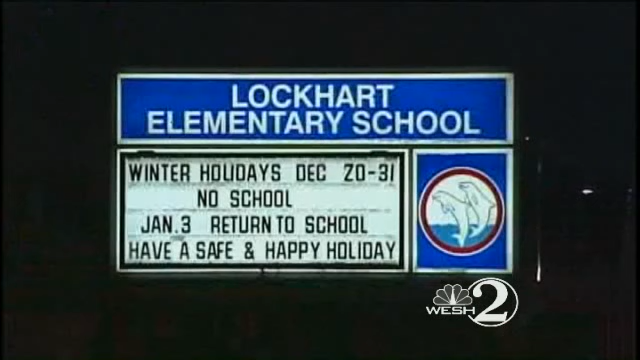 LOCKHART
ELEMENTARY SCHOOL
WINTER HOLIDAYS DEC 20-31
NO SCHOOL
JAN.3 RETURN TO SCHOOL
HAVE A SAFE & HAPPY HOLIDAY
WESH 2